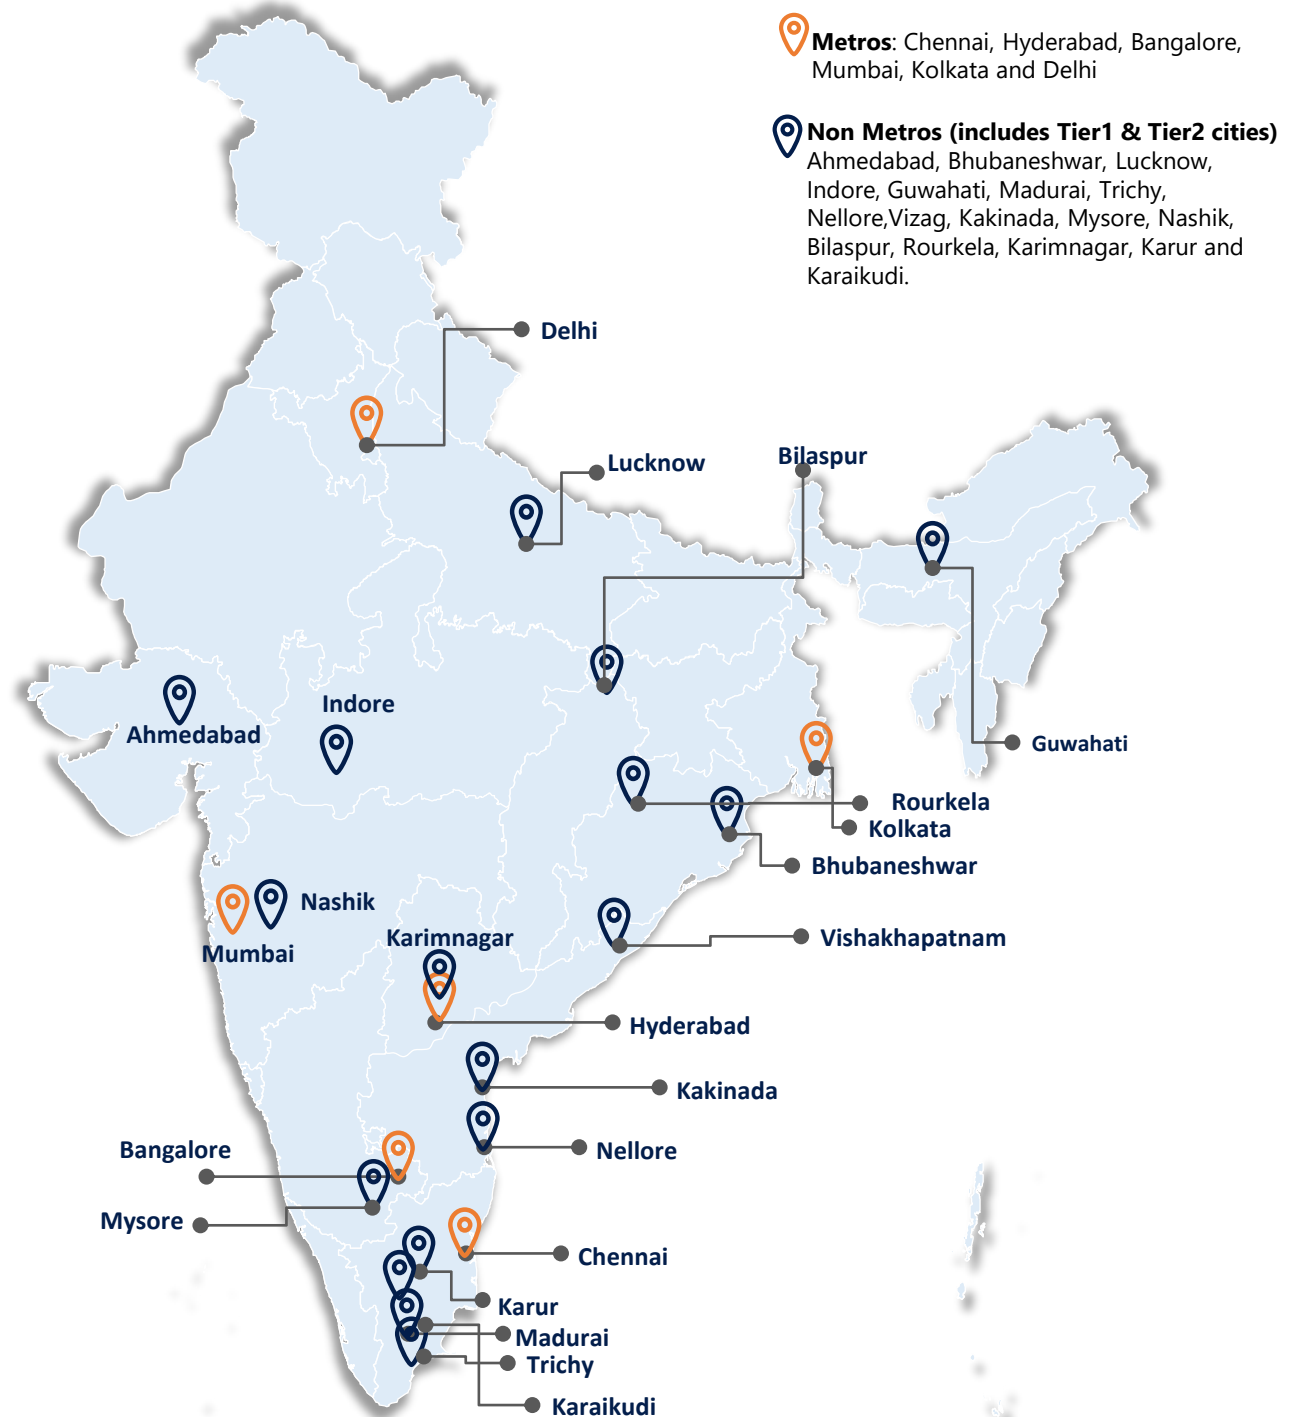 Metros: Chennai, Hyderabad, Bangalore,
Mumbai, Kolkata and Delhi
Non Metros (includes Tier1 & Tier2 cities)
Ahmedabad, Bhubaneshwar, Lucknow,
Indore, Guwahati, Madurai, Trichy,
Nellore,Vizag, Kakinada, Mysore, Nashik,
Bilaspur, Rourkela, Karimnagar, Karur and
Karaikudi.
Delhi
Lucknow
Bilaspur
Indore
Ahmedabad
Guwahati
Rourkela
Kolkata
Bhubaneshwar
Nashik
Karimnagar
Vishakhapatnam
Mumbai
Hyderabad
Kakinada
Bangalore
Nellore
Mysore
Chennai
Karur
Madurai
Trichy
Karaikudi